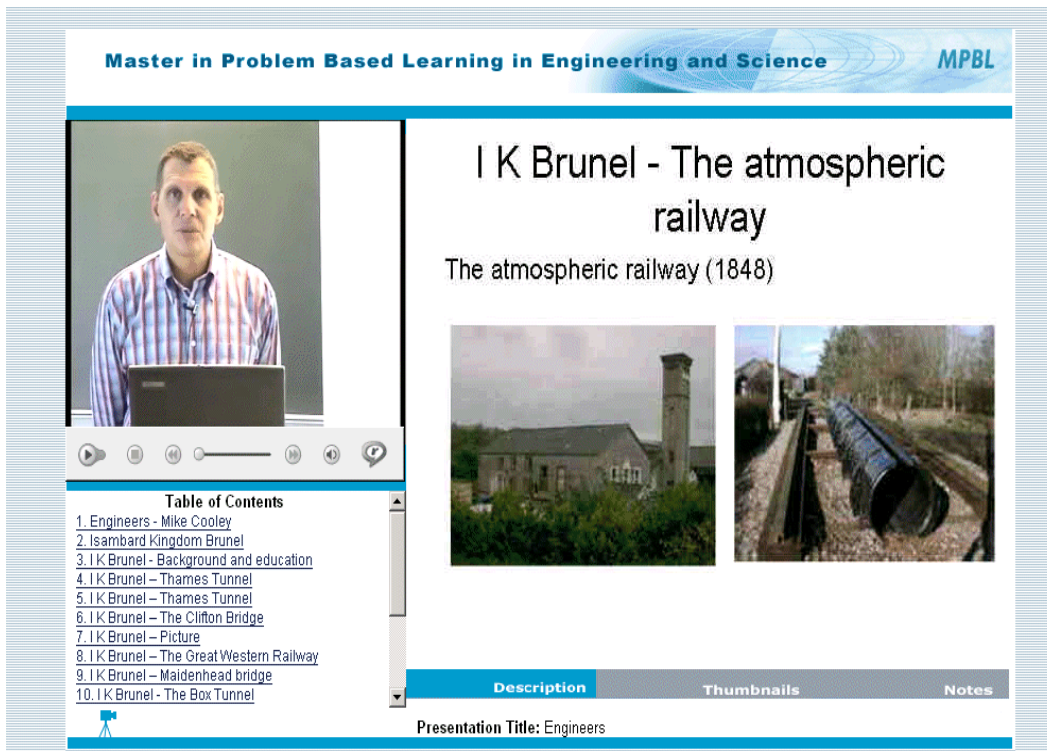 Master in Problem Based Learning in Engineering and Science
MPBL
I K Brunel - The atmospheric
railway
The atmospheric railway (1848)
Table of Contents
1. Engineers - Mike Cooley
2. Isambard Kingdom Brunel
3. I K Brunel - Background and education
4. I K Brunel – Thames Tunnel
5. I K Brunel – Thames Tunnel
6. I K Brunel – The Clifton Bridge
7. I K Brunel – Picture
8. I K Brunel – The Great Western Railway
9. I K Brunel – Maidenhead bridge
10. I K Brunel - The Box Tunnel
Description
Thumbnails
Notes
Presentation Title: Engineers